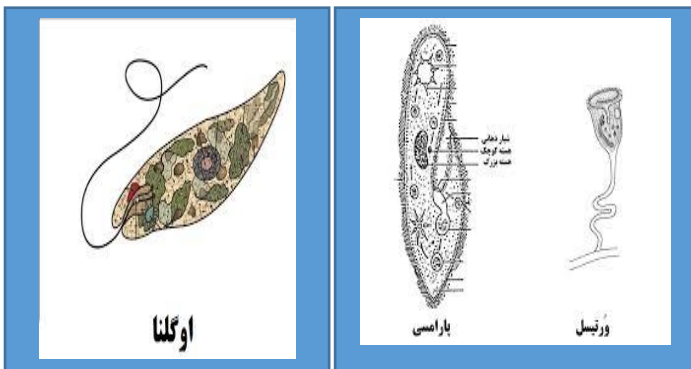 شیار دهانی
هسته کوچک
هسته بزرگ
اوگلنا
پارامسی
وُرتیسل